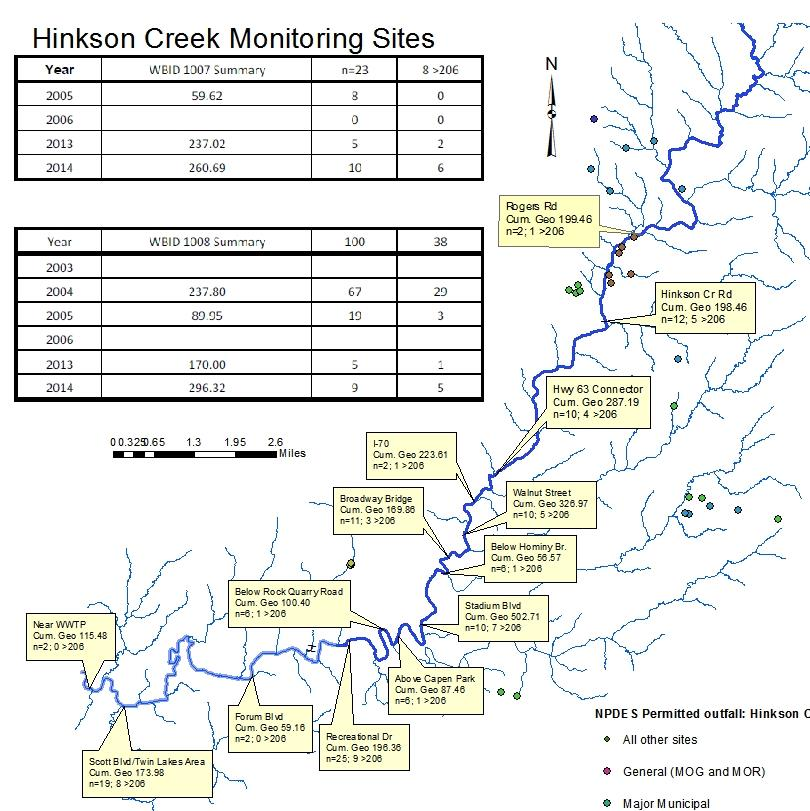 Hinkson Creek Monitoring Sites
Year WBID 1007 Summary n=23 8 >206
2005 59.62 8 0
2006 0 0
2013 237.02 5 2
2014 260.69 10 6
N
Year WBID 1008 Summary 100 38
2003
2004 237.80 67 29
2005 89.95 19 3
2006
2013 170.00 5 1
2014 296.32 9 5
0 0.325 0.65 1.3 1.95 2.6
Miles
Rogers Rd
Cum. Geo 199.46
n=2; 1 >206
Hinkson Cr Rd
Cum. Geo 198.46
n=12; 5 >206
Hwy 63 Connector
Cum. Geo 287.19
n=10; 4 >206
I-70
Cum. Geo 223.61
n=2; 1 >206
Walnut Street
Cum. Geo 326.97
n=10; 5 >206
Broadway Bridge
Cum. Geo 169.86
n=11; 3 >206
Below Hominy Br.
Cum. Geo 56.57
n=6; 1 >206
Below Rock Quarry Road
Cum. Geo 100.40
n=6; 1 >206
Stadium Blvd
Cum. Geo 502.71
n=10; 7 >206
Near WWTP
Cum. Geo 115.48
n=2; 0 >206
Above Capen Park
Cum. Geo 87.46
n=6; 1 >206
Forum Blvd
Cum. Geo 59.16
n=2; 0 >206
Recreational Dr
Cum. Geo 196.36
n=25; 9 >206
Scott Blvd/Twin Lakes Area
Cum. Geo 173.98
n=19; 8 >206
NPDES Permitted outfall: Hinkson C
All other sites
General (MOG and MOR)
Major Municipal